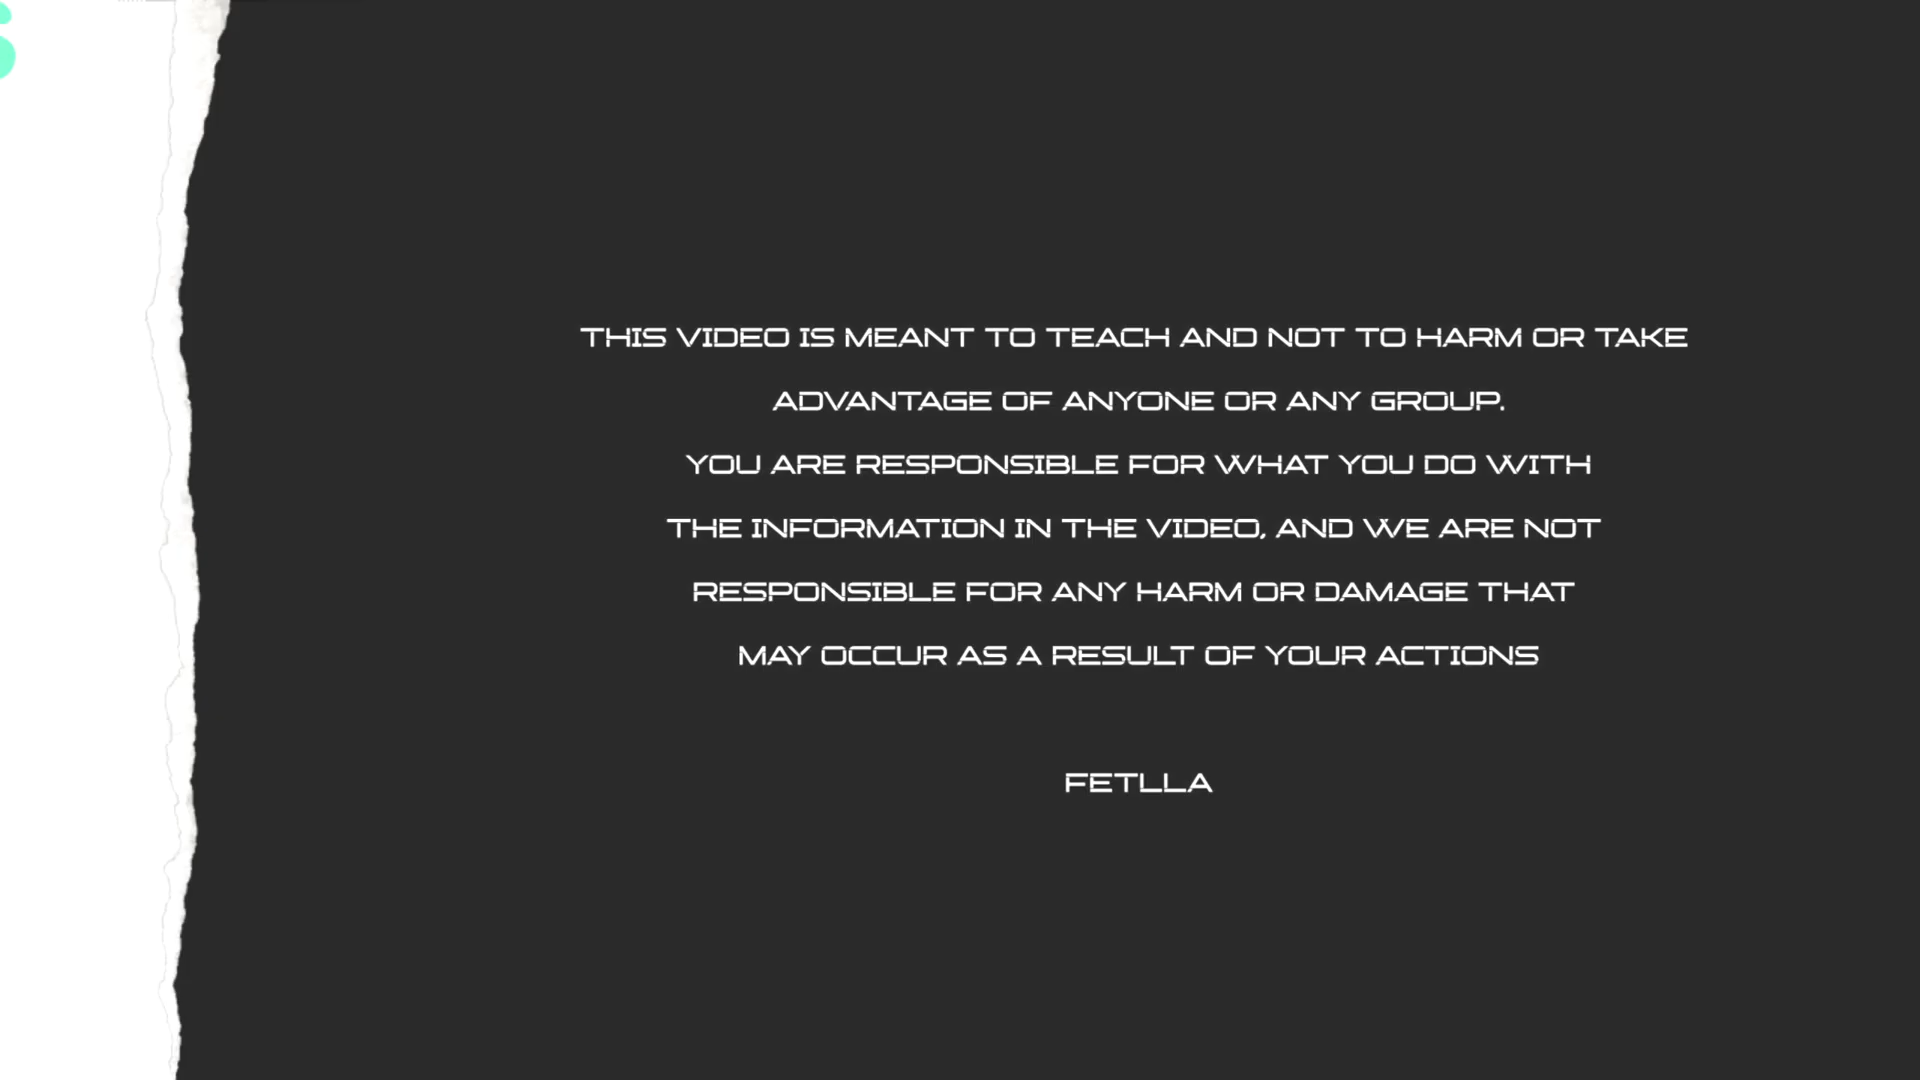 THIS VIDEO IS MEANT TO TEACH AND NOT TO HARM OR TAKE
ADVANTAGE OF ANYONE OR ANY GROUP.
YOU ARE RESPONSIBLE FOR WHAT YOU DO WITH
THE INFORMATION IN THE VIDEO, AND WE ARE NOT
RESPONSIBLE FOR ANY HARM OR DAMAGE THAT
MAY OCCUR AS A RESULT OF YOUR ACTIONS
FETLLA